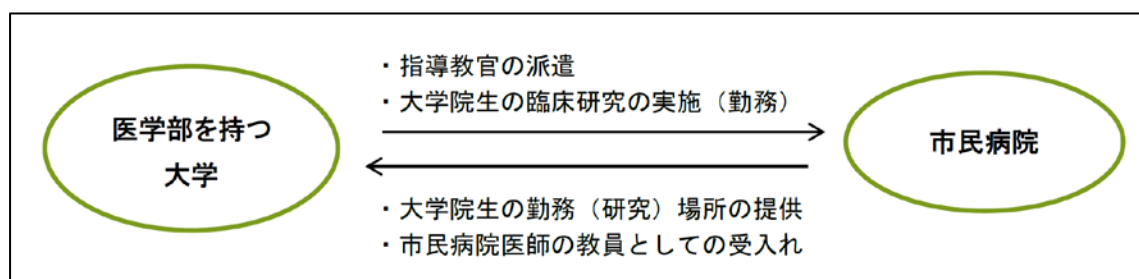 ・指導教官の派遣
・大学院生の臨床研究の実施（勤務）
医学部を持つ
大学
市民病院
・大学院生の勤務（研究）場所の提供
・市民病院医師の教員としての受入れ